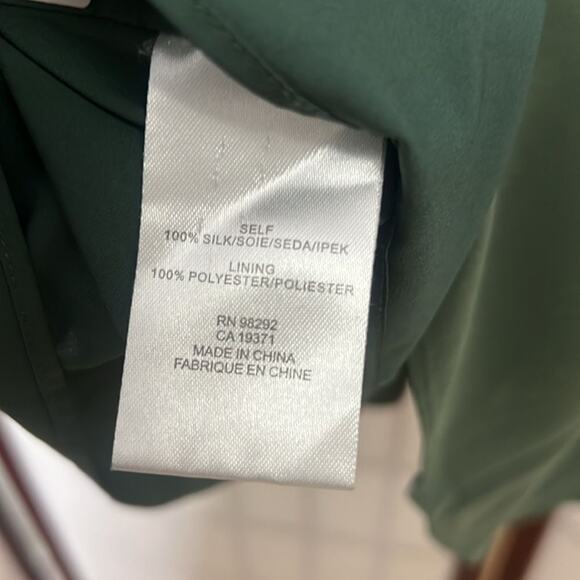 SELF
100% SILK/SOIE/SEDA/IPEK
LINING
100% POLYESTER/POLIESTER
RN 98292
CA 19371
MADE IN CHINA
FABRIQUE EN CHINE